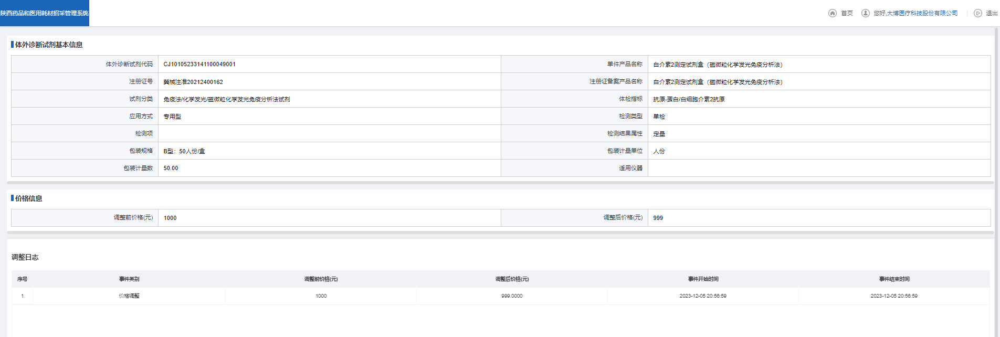 陕西药品和医用耗材招采管理系统
首页 您好,大博医疗科技股份有限公司 退出
体外诊断试剂基本信息
体外诊断试剂代码 CJ10105233141100049001 单件产品名称 白介素2测定试剂盒（磁微粒化学发光免疫分析法）
注册证号 冀械注准20212400162 注册证备案产品名称 白介素2测定试剂盒（磁微粒化学发光免疫分析法）
试剂分类 免疫法/化学发光/磁微粒化学发光免疫分析法试剂 体检指标 抗原-蛋白/白细胞介素2抗原
应用方式 专用型 检测类型 单检
检测项 检测结果属性 定量
包装规格 B型：50人份/盒 包装计量单位 人份
包装计量数 50.00 适用仪器
价格信息
调整前价格(元) 1000 调整后价格(元) 999
调整日志
序号 事件类别 调整前价格(元) 调整后价格(元) 事件开始时间 事件结束时间
1 价格调整 1000 999.0000 2023-12-05 20:56:59 2023-12-05 20:56:59